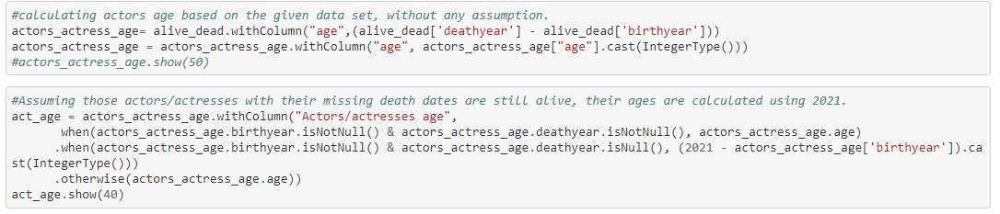 #calculating actors age based on the given data set, without any assumption.
actors_actress_age= alive_dead.withColumn("age",(alive_dead['deathyear'] - alive_dead['birthyear']))
actors_actress_age = actors_actress_age.withColumn("age", actors_actress_age["age"].cast(IntegerType()))
#actors_actress_age.show(50)
#Assuming those actors/actresses with their missing death dates are still alive, their ages are calculated using 2021.
act_age = actors_actress_age.withColumn("Actors/actresses age",
       when(actors_actress_age.birthyear.isNotNull() & actors_actress_age.deathyear.isNotNull(), actors_actress_age.age)
      .when(actors_actress_age.birthyear.isNotNull() & actors_actress_age.deathyear.isNull(), (2021 - actors_actress_age['birthyear']).ca
st(IntegerType()))
      .otherwise(actors_actress_age.age))
act_age.show(40)